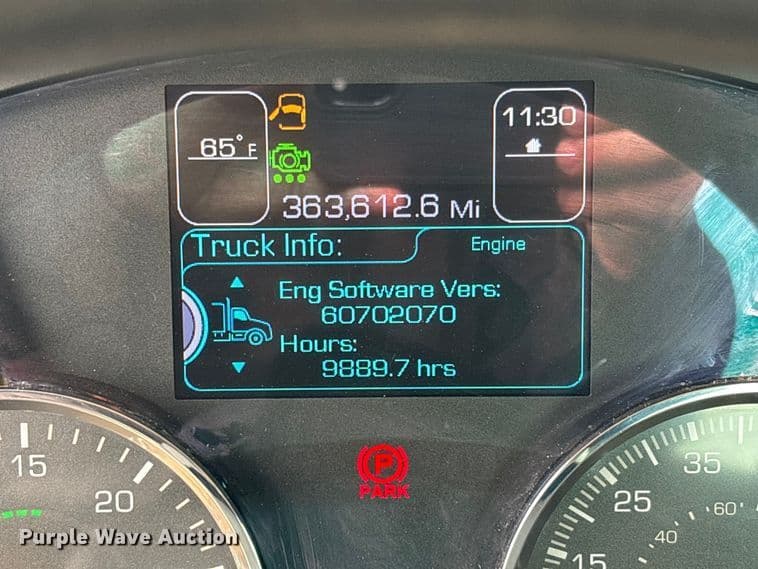 65°F
11:30
363,612.6 Mi
Truck Info:
Engine
Eng Software Vers:
60702070
Hours:
9889.7 hrs
P
PARK
15
20
35
25
15
60
40
Purple Wave Auction